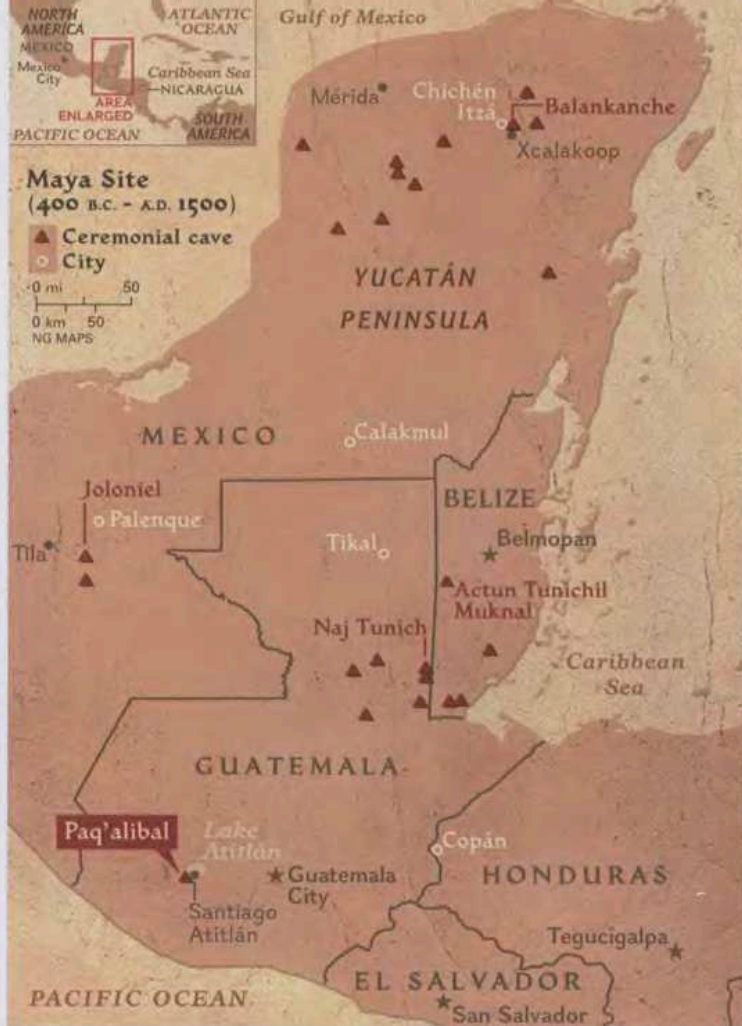 NORTH
AMERICA
ATLANTIC
OCEAN
MEXICO
Mexico
City
Caribbean Sea
NICARAGUA
AREA
ENLARGED
SOUTH
AMERICA
PACIFIC OCEAN
Gulf of Mexico
Maya Site
(400 B.C. - A.D. 1500)
Ceremonial cave
City
0 mi 50
0 km 50
NG MAPS
Mérida
Chichén
Itzá
Balankanche
Xcalakoop
YUCATÁN
PENINSULA
MEXICO
Calakmul
Joloniel
Palenque
Tila
BELIZE
Tikal
Belmopan
Actun Tunichil
Muknal
Naj Tunich
Caribbean
Sea
GUATEMALA
Paq'alibal
Lake
Atitlán
Guatemala
City
Santiago
Atitlán
Copán
HONDURAS
Tegucigalpa
EL SALVADOR
San Salvador
PACIFIC OCEAN